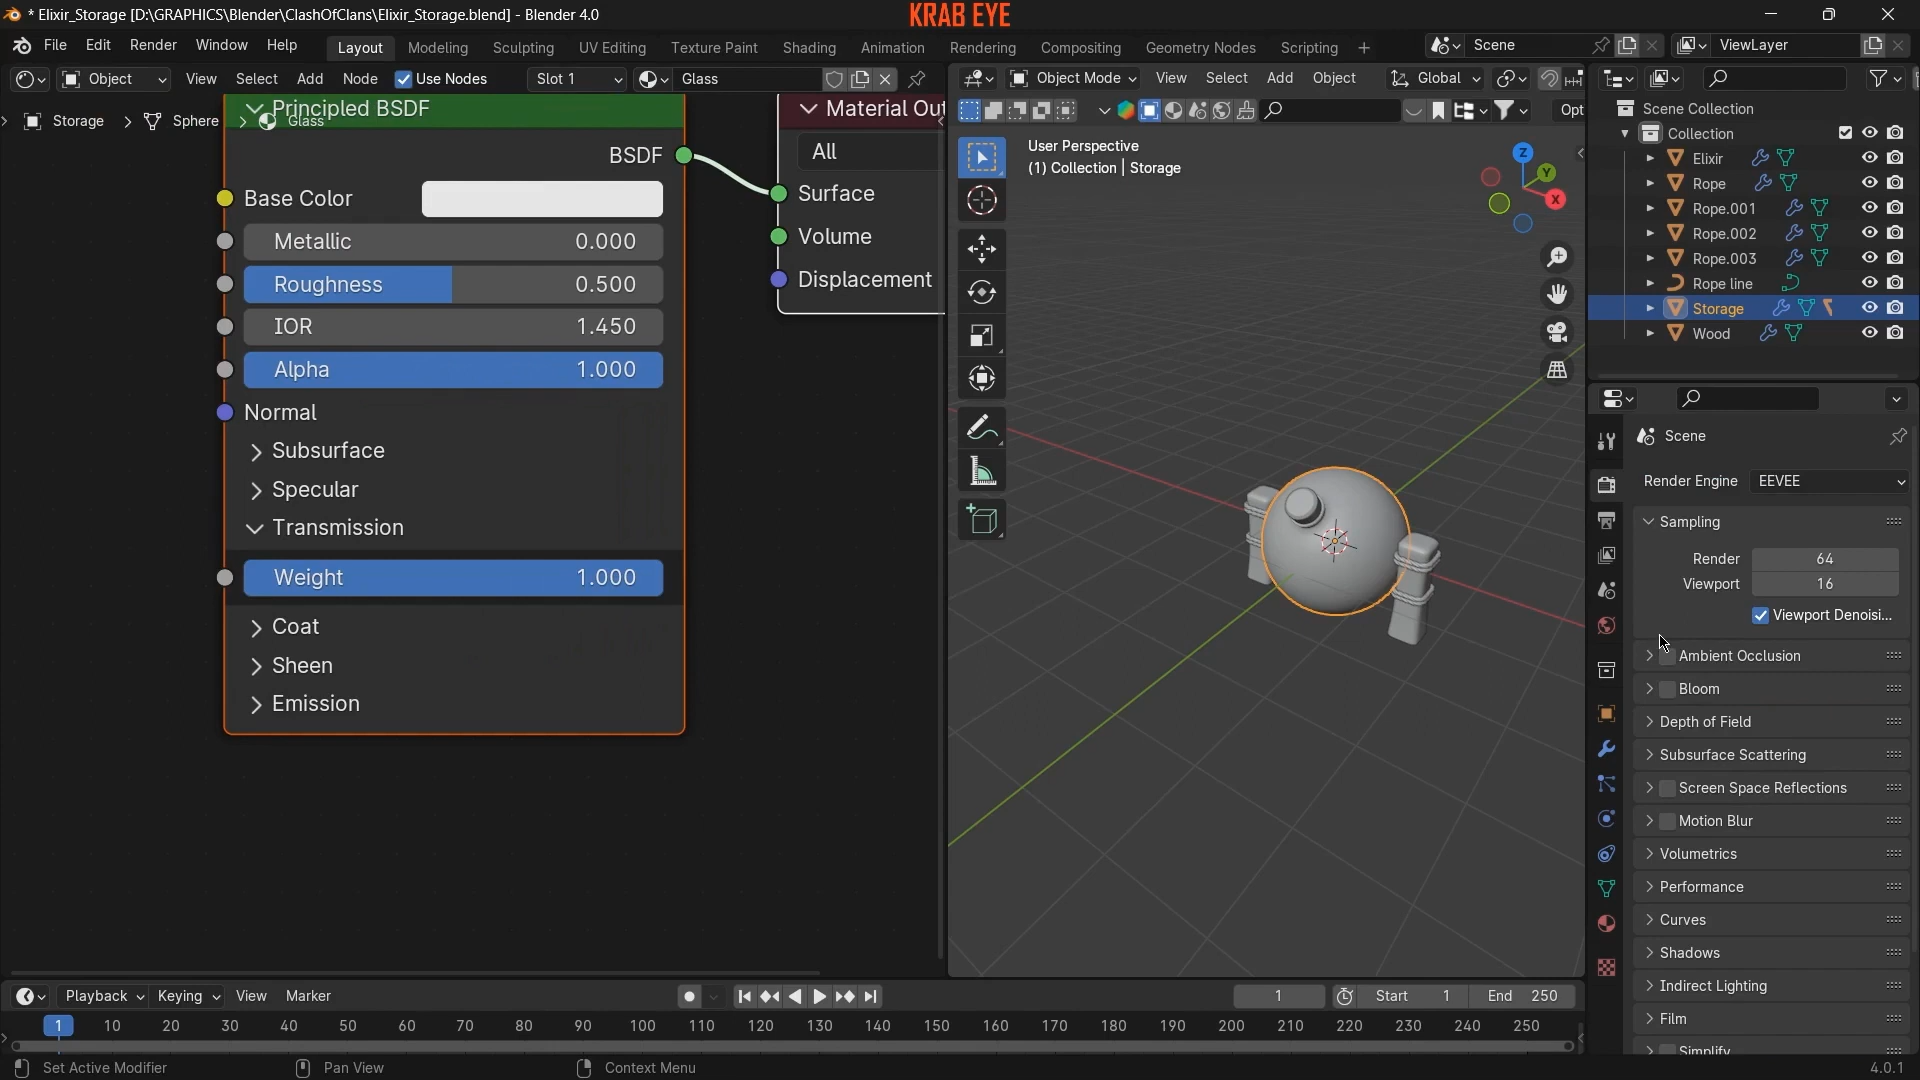 * Elixir_Storage [D:\GRAPHICS\Blender\ClashOfClans\Elixir_Storage.blend] - Blender 4.0
KRAB EYE
File Edit Render Window Help
Layout Modeling Sculpting UV Editing Texture Paint Shading Animation Rendering Compositing Geometry Nodes Scripting +
Scene
ViewLayer
Object View Select Add Node Use Nodes Slot 1 Glass
Object Mode View Select Add Object Global
Opt
Storage > Sphere > Glass
Principled BSDF
BSDF
Base Color
Metallic 0.000
Roughness 0.500
IOR 1.450
Alpha 1.000
Normal
Subsurface
Specular
Transmission
Weight 1.000
Coat
Sheen
Emission
Material Out
All
Surface
Volume
Displacement
User Perspective
(1) Collection | Storage
Z
Y
X
Scene Collection
Collection
Elixir
Rope
Rope.001
Rope.002
Rope.003
Rope line
Storage
Wood
Scene
Render Engine EEVEE
Sampling
Render 64
Viewport 16
Viewport Denoisi...
Ambient Occlusion
Bloom
Depth of Field
Subsurface Scattering
Screen Space Reflections
Motion Blur
Volumetrics
Performance
Curves
Shadows
Indirect Lighting
Film
Simplify
Playback Keying View Marker
1 Start 1 End 250
1 10 20 30 40 50 60 70 80 90 100 110 120 130 140 150 160 170 180 190 200 210 220 230 240 250
Set Active Modifier Pan View Context Menu 4.0.1